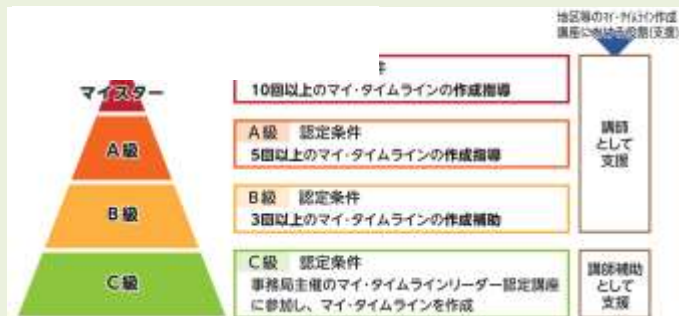 地区等のマイ・タイムライン作成
講座における役割(支援)
マイスター
件
10回以上のマイ・タイムラインの作成指導
A級
A級 認定条件
5回以上のマイ・タイムラインの作成指導
講師
として
支援
B級
B級 認定条件
3回以上のマイ・タイムラインの作成補助
C級
C級 認定条件
事務局主催のマイ・タイムラインリーダー認定講座
に参加し、マイ・タイムラインを作成
講師補助
として
支援